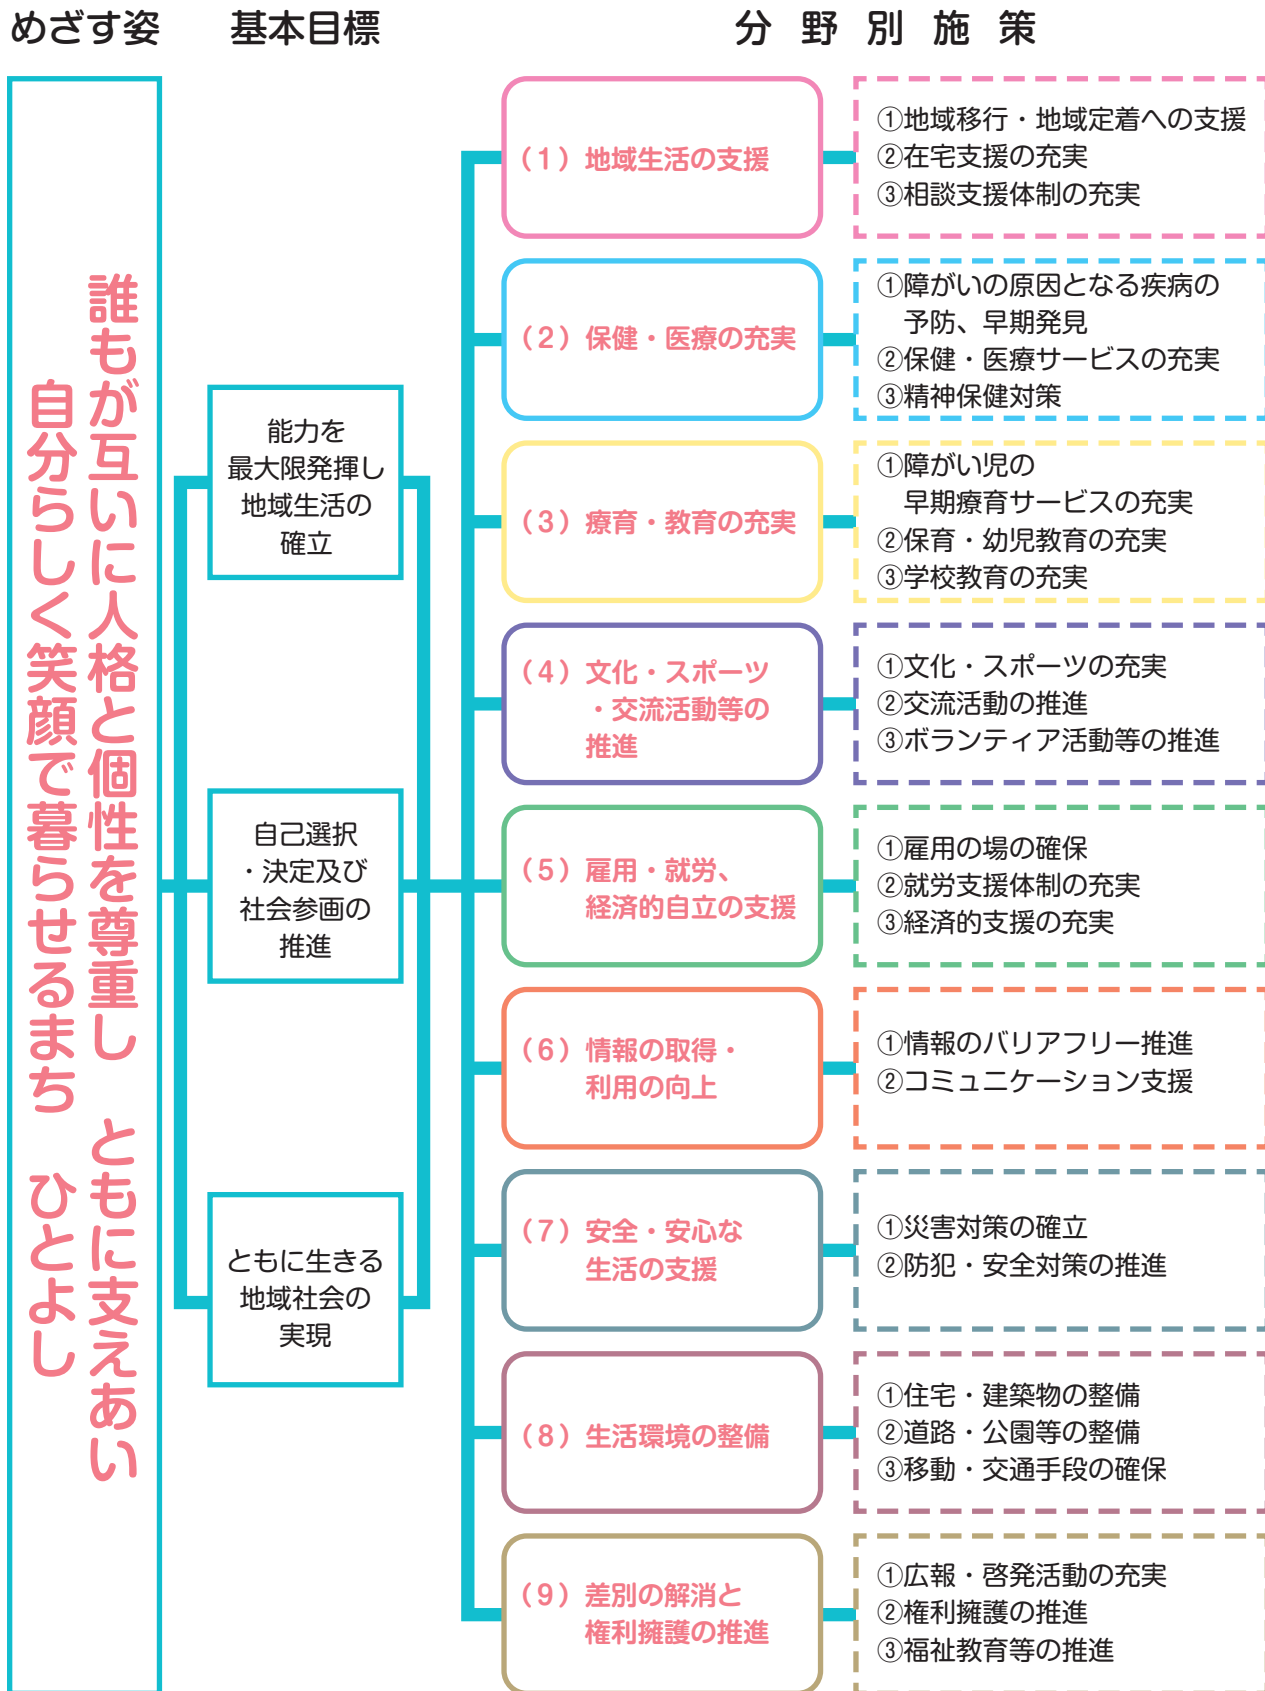 めざす姿
基本目標
分野別施策
誰もが互いに人格と個性を尊重し ともに支えあい
自分らしく笑顔で暮らせるまち ひとよし
能力を
最大限発揮し
地域生活の
確立
自己選択
・決定及び
社会参画の
推進
ともに生きる
地域社会の
実現
（1）地域生活の支援
①地域移行・地域定着への支援
②在宅支援の充実
③相談支援体制の充実
（2）保健・医療の充実
①障がいの原因となる疾病の
予防、早期発見
②保健・医療サービスの充実
③精神保健対策
（3）療育・教育の充実
①障がい児の
早期療育サービスの充実
②保育・幼児教育の充実
③学校教育の充実
（4）文化・スポーツ
・交流活動等の
推進
①文化・スポーツの充実
②交流活動の推進
③ボランティア活動等の推進
（5）雇用・就労、
経済的自立の支援
①雇用の場の確保
②就労支援体制の充実
③経済的支援の充実
（6）情報の取得・
利用の向上
①情報のバリアフリー推進
②コミュニケーション支援
（7）安全・安心な
生活の支援
①災害対策の確立
②防犯・安全対策の推進
（8）生活環境の整備
①住宅・建築物の整備
②道路・公園等の整備
③移動・交通手段の確保
（9）差別の解消と
権利擁護の推進
①広報・啓発活動の充実
②権利擁護の推進
③福祉教育等の推進